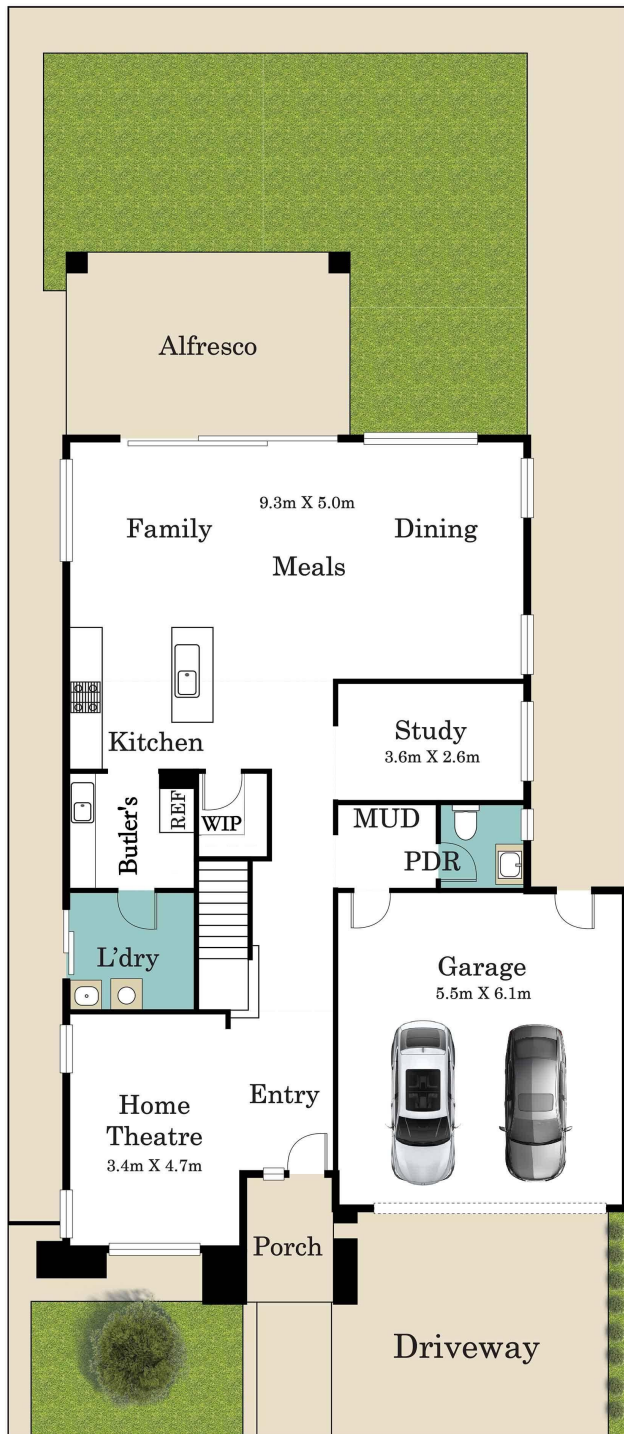 Alfresco
9.3m X 5.0m
Family
Dining
Meals
Study
3.6m X 2.6m
Kitchen
Butler's
REF
WIP
MUD
PDR
L'dry
Garage
5.5m X 6.1m
Entry
Home
Theatre
3.4m X 4.7m
Porch
Driveway